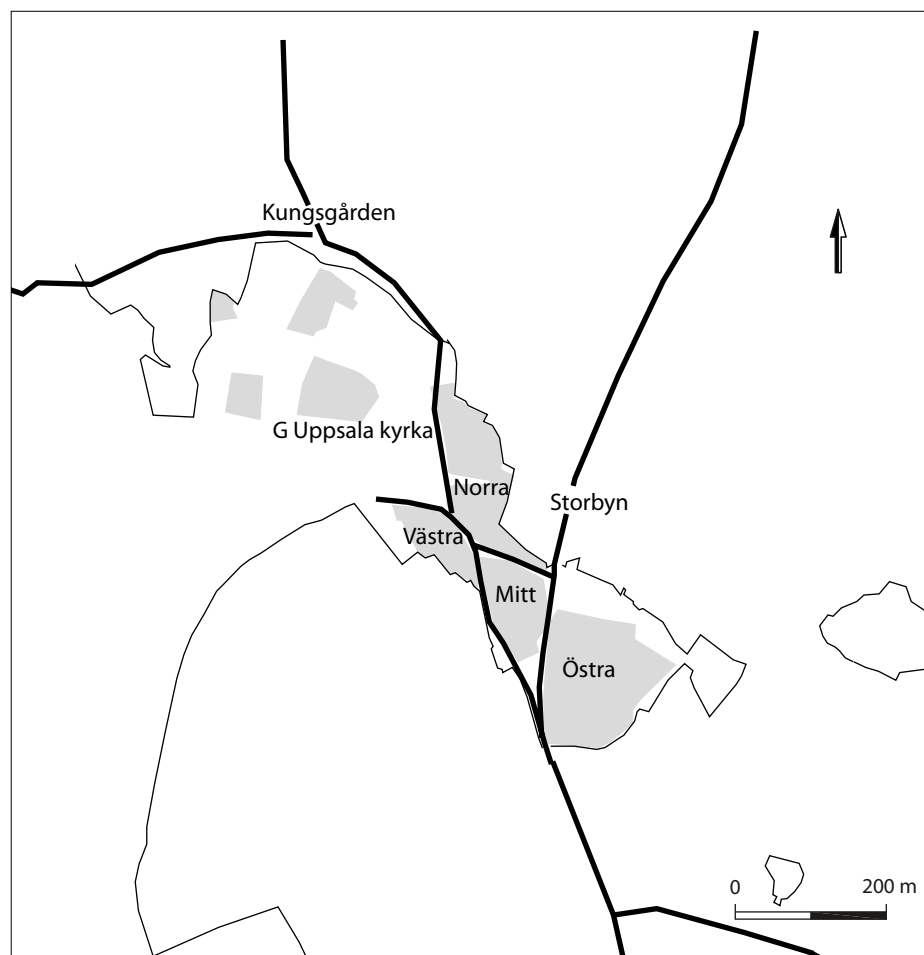 Kungsgården
G Uppsala kyrka
Norra
Storbyn
Västra
Mitt
Östra
0 200 m